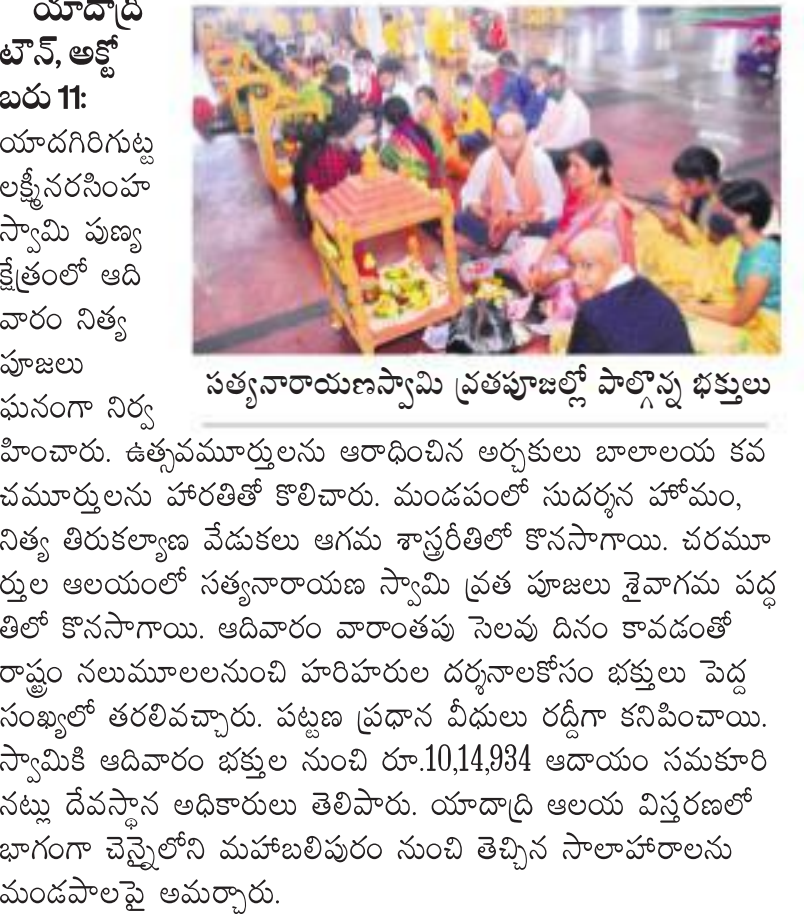 యాదాద్రి
టౌన్, అక్టో
బరు 11:
యాదగిరిగుట్ట
లక్ష్మీనరసింహ
స్వామి పుణ్య
క్షేత్రంలో ఆది
వారం నిత్య
పూజలు
ఘనంగా నిర్వ
సత్యనారాయణస్వామి వ్రతపూజల్లో పాల్గొన్న భక్తులు
హించారు. ఉత్సవమూర్తులను ఆరాధించిన అర్చకులు బాలాలయ కవ
చమూర్తులను హారతితో కొలిచారు. మండపంలో సుదర్శన హోమం,
నిత్య తిరుకల్యాణ వేడుకలు ఆగమ శాస్త్రరీతిలో కొనసాగాయి. చరమూ
ర్తుల ఆలయంలో సత్యనారాయణ స్వామి వ్రత పూజలు శైవాగమ పద్ధ
తిలో కొనసాగాయి. ఆదివారం వారాంతపు సెలవు దినం కావడంతో
రాష్ట్రం నలుమూలలనుంచి హరిహరుల దర్శనాలకోసం భక్తులు పెద్ద
సంఖ్యలో తరలివచ్చారు. పట్టణ ప్రధాన వీధులు రద్దీగా కనిపించాయి.
స్వామికి ఆదివారం భక్తుల నుంచి రూ.10,14,934 ఆదాయం సమకూరి
నట్లు దేవస్థాన అధికారులు తెలిపారు. యాదాద్రి ఆలయ విస్తరణలో
భాగంగా చెన్నైలోని మహాబలిపురం నుంచి తెచ్చిన సాలాహారాలను
మండపాలపై అమర్చారు.